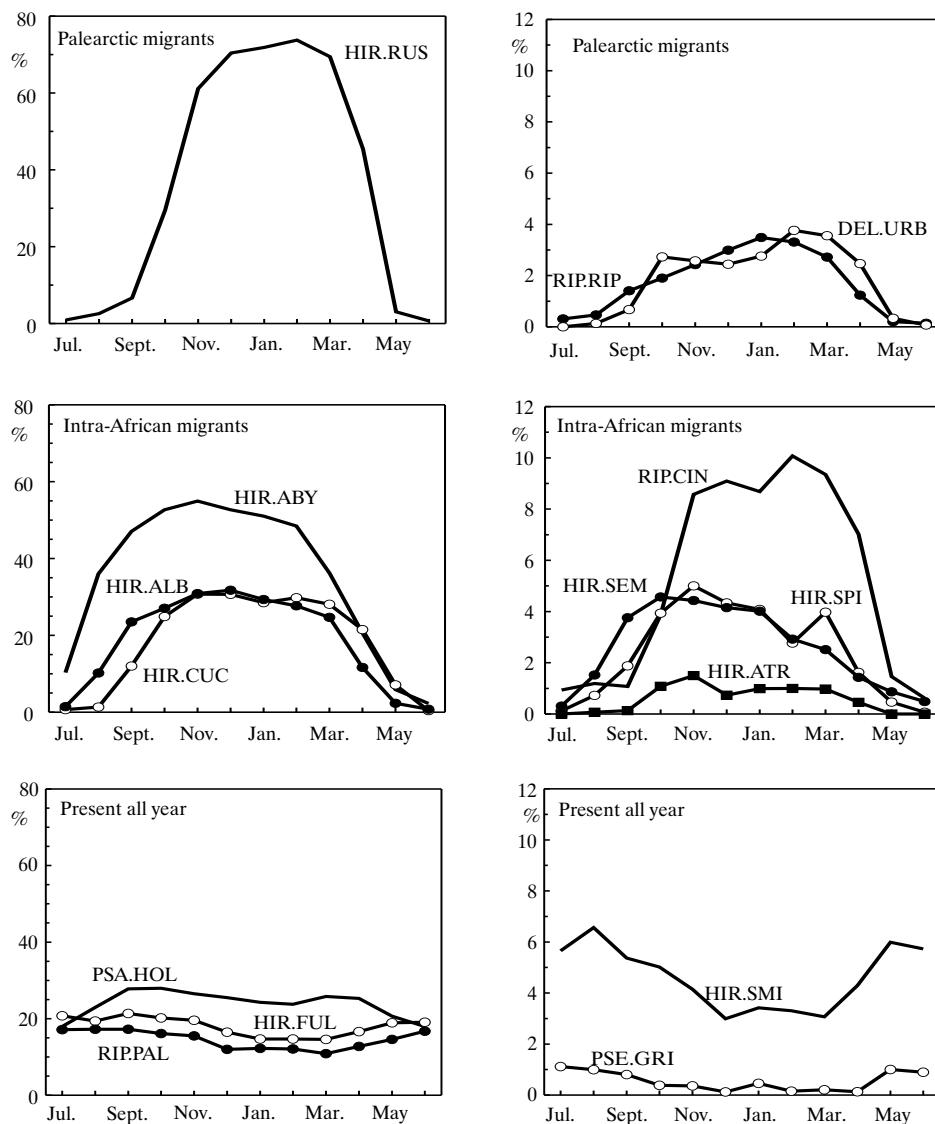 80
Palearctic migrants
%
HIR.RUS
60
40
20
0
Jul. Sept. Nov. Jan. Mar. May
12
Palearctic migrants
%
10
8
6
4
DEL.URB
2
RIP.RIP
0
Jul. Sept. Nov. Jan. Mar. May
80
Intra-African migrants
%
60
HIR.ABY
40
HIR.ALB
20
HIR.CUC
0
Jul. Sept. Nov. Jan. Mar. May
12
Intra-African migrants
%
10
RIP.CIN
8
6
HIR.SEM
HIR.SPI
4
HIR.ATR
2
0
Jul. Sept. Nov. Jan. Mar. May
80
Present all year
%
60
40
PSA.HOL
20
HIR.FUL
RIP.PAL
0
Jul. Sept. Nov. Jan. Mar. May
12
Present all year
%
10
8
6
4
HIR.SMI
2
PSE.GRI
0
Jul. Sept. Nov. Jan. Mar. May